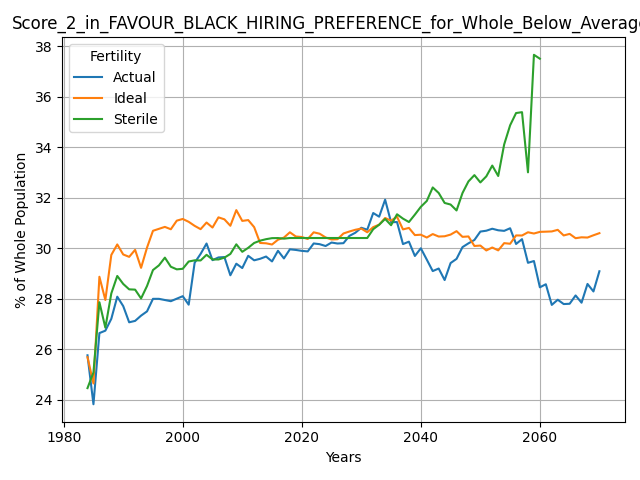 Score_2_in_FAVOUR_BLACK_HIRING_PREFERENCE_for_Whole_Below_Average
Fertility
Actual
Ideal
Sterile
% of Whole Population
38
36
34
32
30
28
26
24
1980
2000
2020
2040
2060
Years